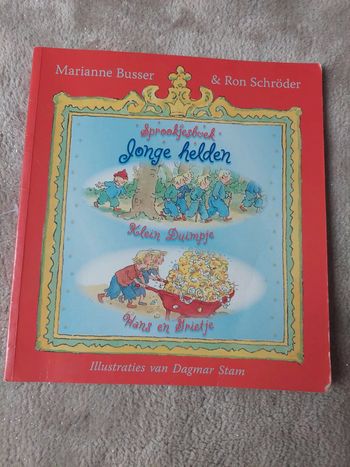 Marianne Busser & Ron Schröder
Sprookjesboek
Jonge helden
Klein Duimpje
Hans en Grietje
Illustraties van Dagmar Stam